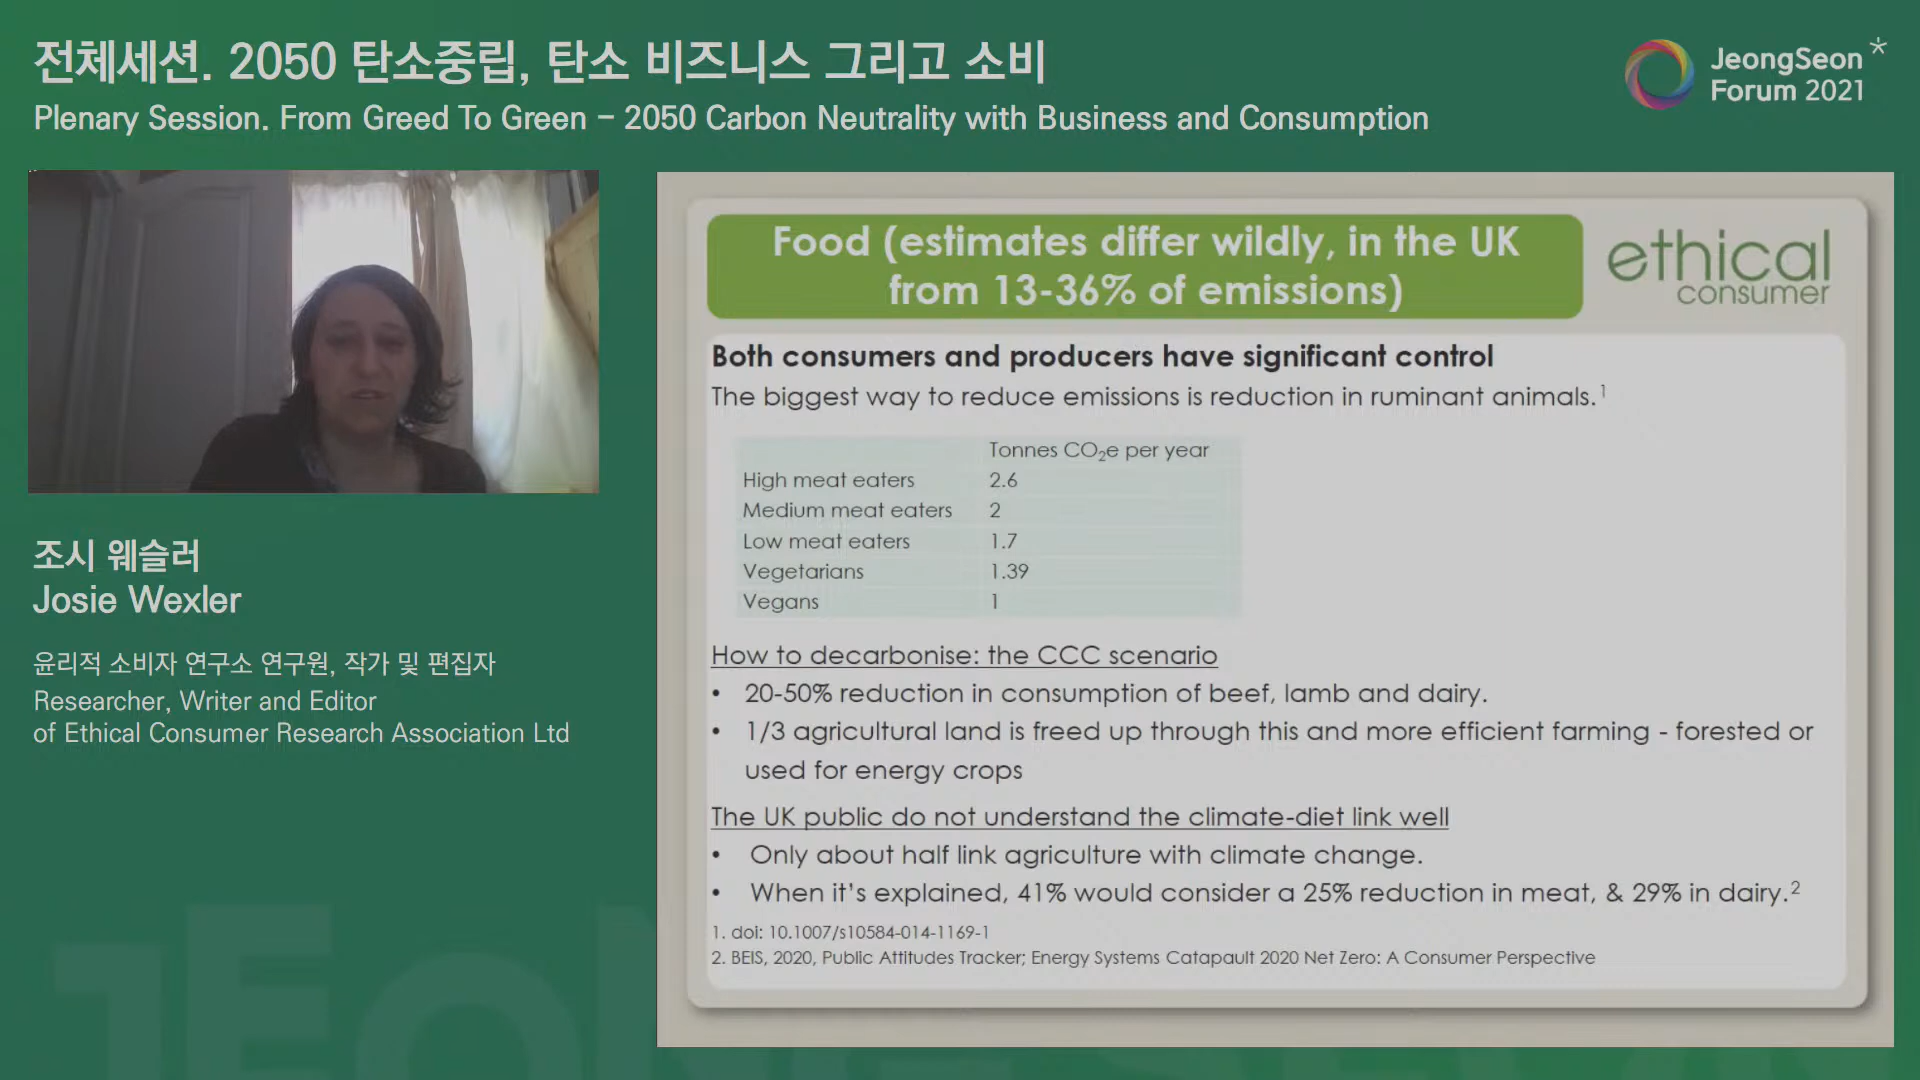 전체세션. 2050 탄소중립, 탄소 비즈니스 그리고 소비
Plenary Session. From Greed To Green – 2050 Carbon Neutrality with Business and Consumption
JeongSeon
Forum 2021
조시 웨슬러
Josie Wexler
윤리적 소비자 연구소 연구원, 작가 및 편집자
Researcher, Writer and Editor
of Ethical Consumer Research Association Ltd
Food (estimates differ wildly, in the UK
from 13-36% of emissions)
ethical
consumer
Both consumers and producers have significant control
The biggest way to reduce emissions is reduction in ruminant animals.¹
Tonnes CO₂e per year
High meat eaters 2.6
Medium meat eaters 2
Low meat eaters 1.7
Vegetarians 1.39
Vegans 1
How to decarbonise: the CCC scenario
• 20-50% reduction in consumption of beef, lamb and dairy.
• 1/3 agricultural land is freed up through this and more efficient farming - forested or
used for energy crops
The UK public do not understand the climate-diet link well
• Only about half link agriculture with climate change.
• When it's explained, 41% would consider a 25% reduction in meat, & 29% in dairy.²
1. doi: 10.1007/s10584-014-1169-1
2. BEIS, 2020, Public Attitudes Tracker; Energy Systems Catapault 2020 Net Zero: A Consumer Perspective